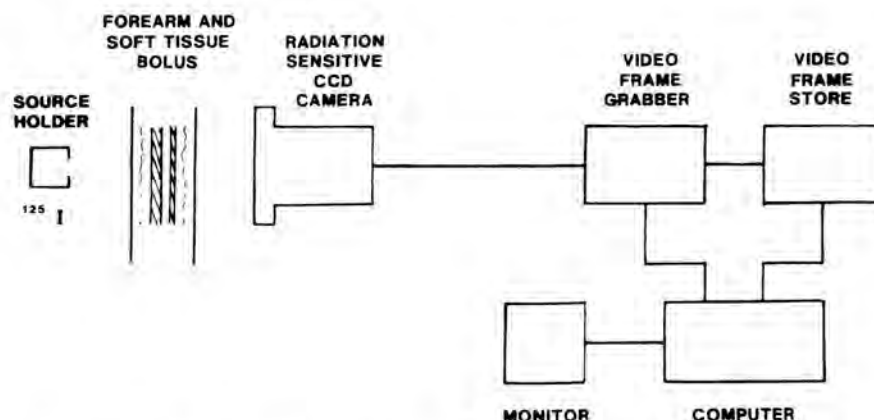 FOREARM AND
SOFT TISSUE
BOLUS
RADIATION
SENSITIVE
CCD
CAMERA
VIDEO
FRAME
GRABBER
VIDEO
FRAME
STORE
SOURCE
HOLDER
125 I
MONITOR
COMPUTER